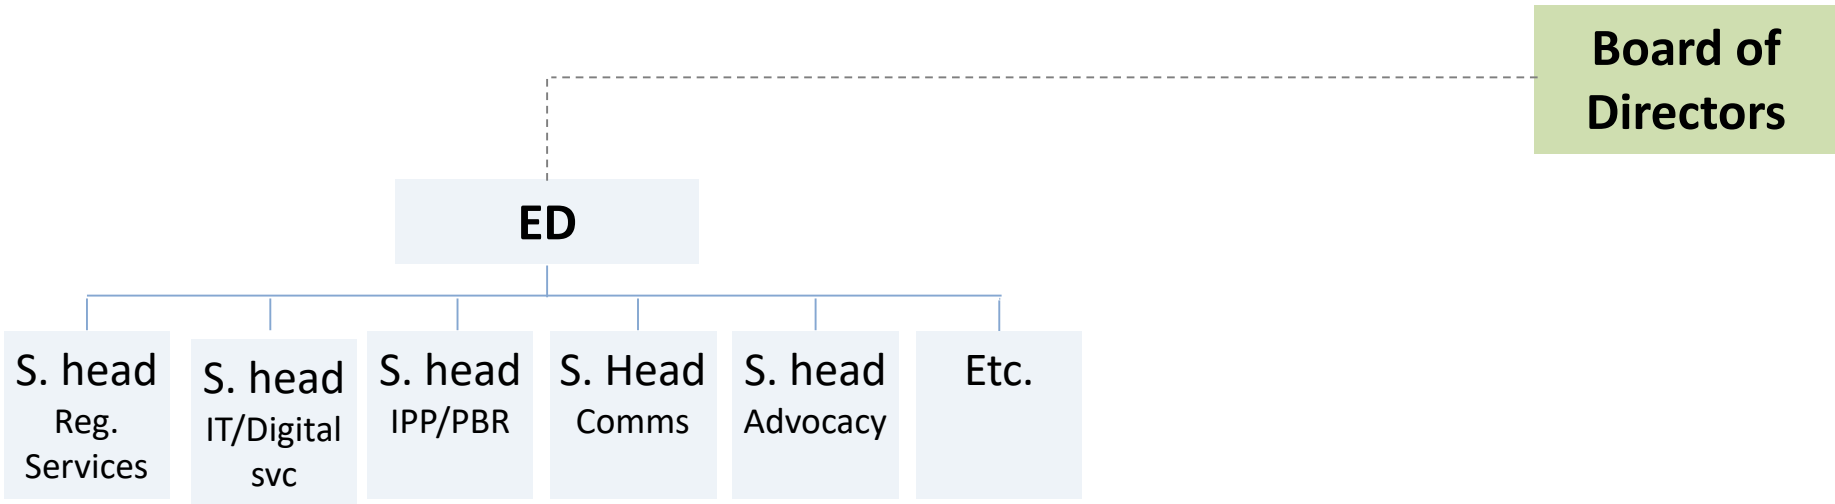 Board of
Directors
ED
S. head
Reg.
Services
S. head
IT/Digital
svc
S. head
IPP/PBR
S. Head
Comms
S. head
Advocacy
Etc.